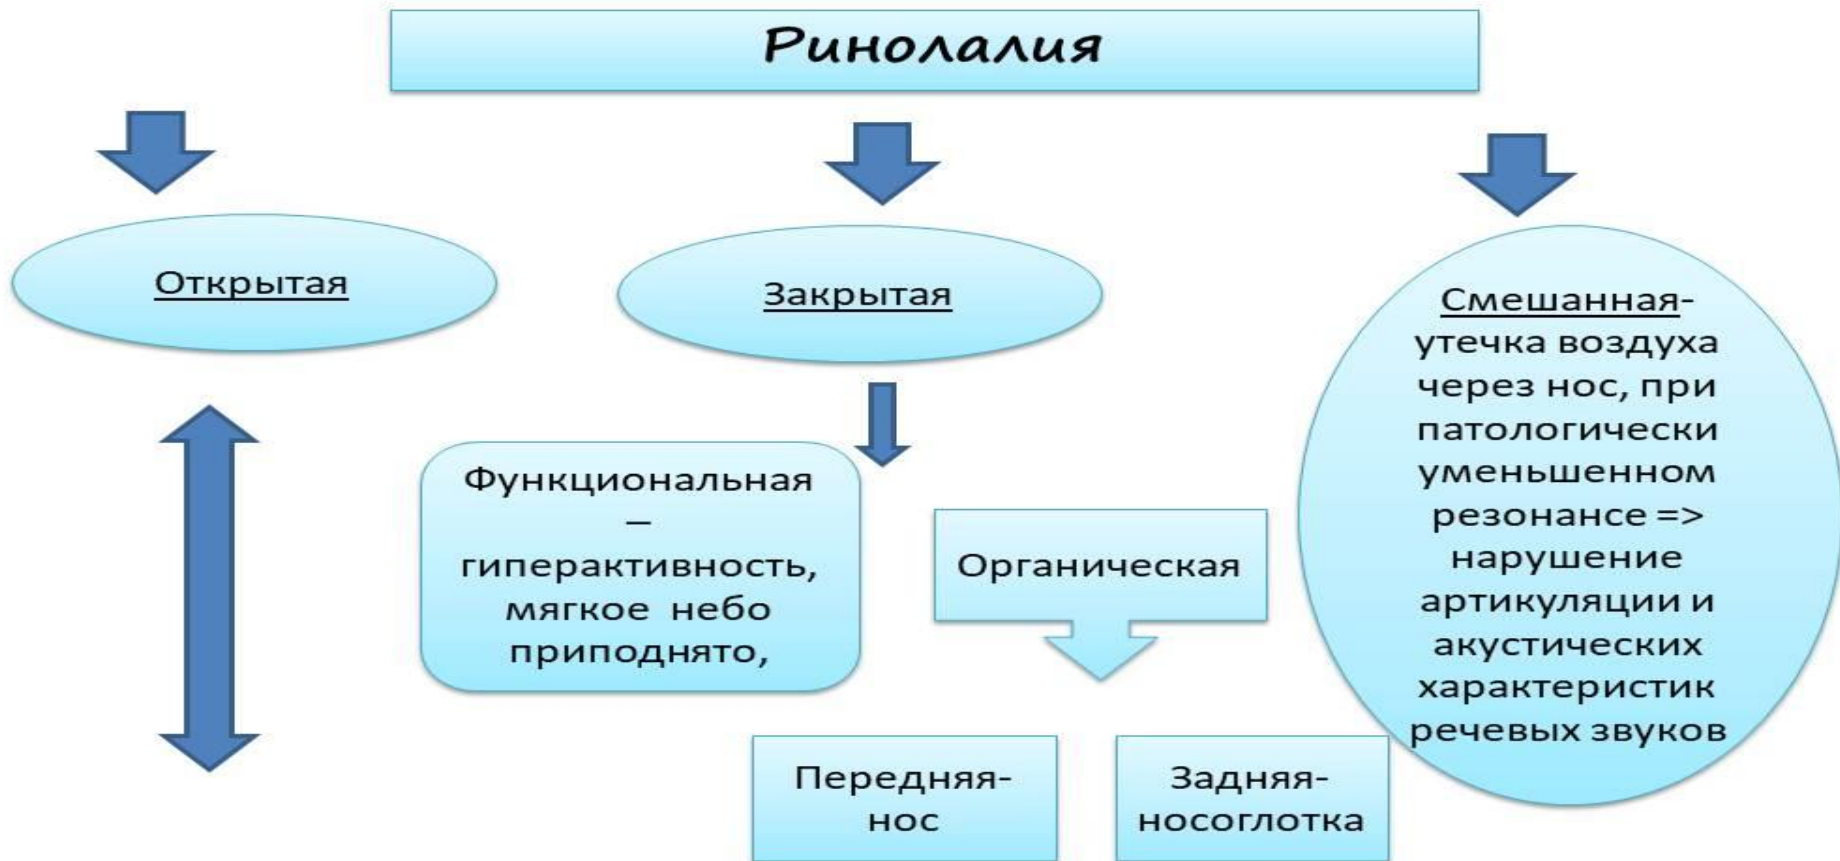 Ринолалия
Открытая
Закрытая
Смешанная-
утечка воздуха
через нос, при
патологически
уменьшенном
резонансе =>
нарушение
артикуляции и
акустических
характеристик
речевых звуков
Функциональная
–
гиперактивность,
мягкое небо
приподнято,
Органическая
Передняя-
нос
Задняя-
носоглотка